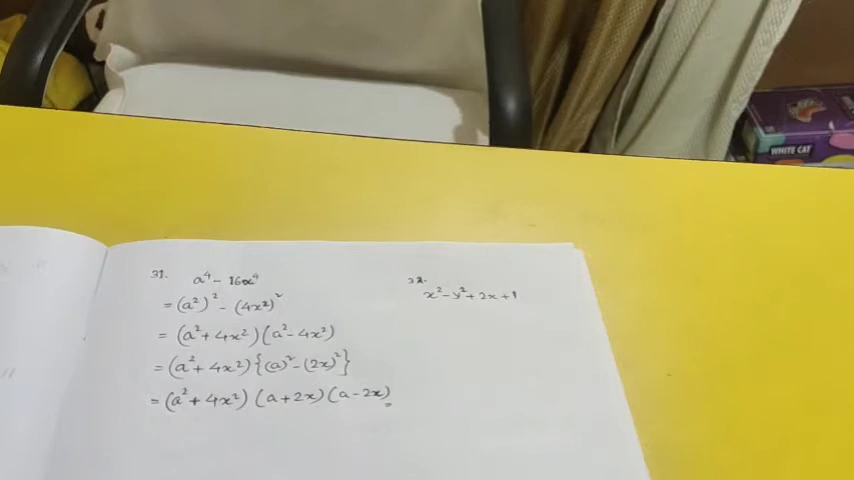 31.
a⁴ - 16x⁴
= (a²)² - (4x²)²
= (a² + 4x²)(a² - 4x²)
= (a² + 4x²) {(a)² - (2x)²}
= (a² + 4x²) (a + 2x) (a - 2x)
32.
x² - y² + 2x + 1
WHITE CAT